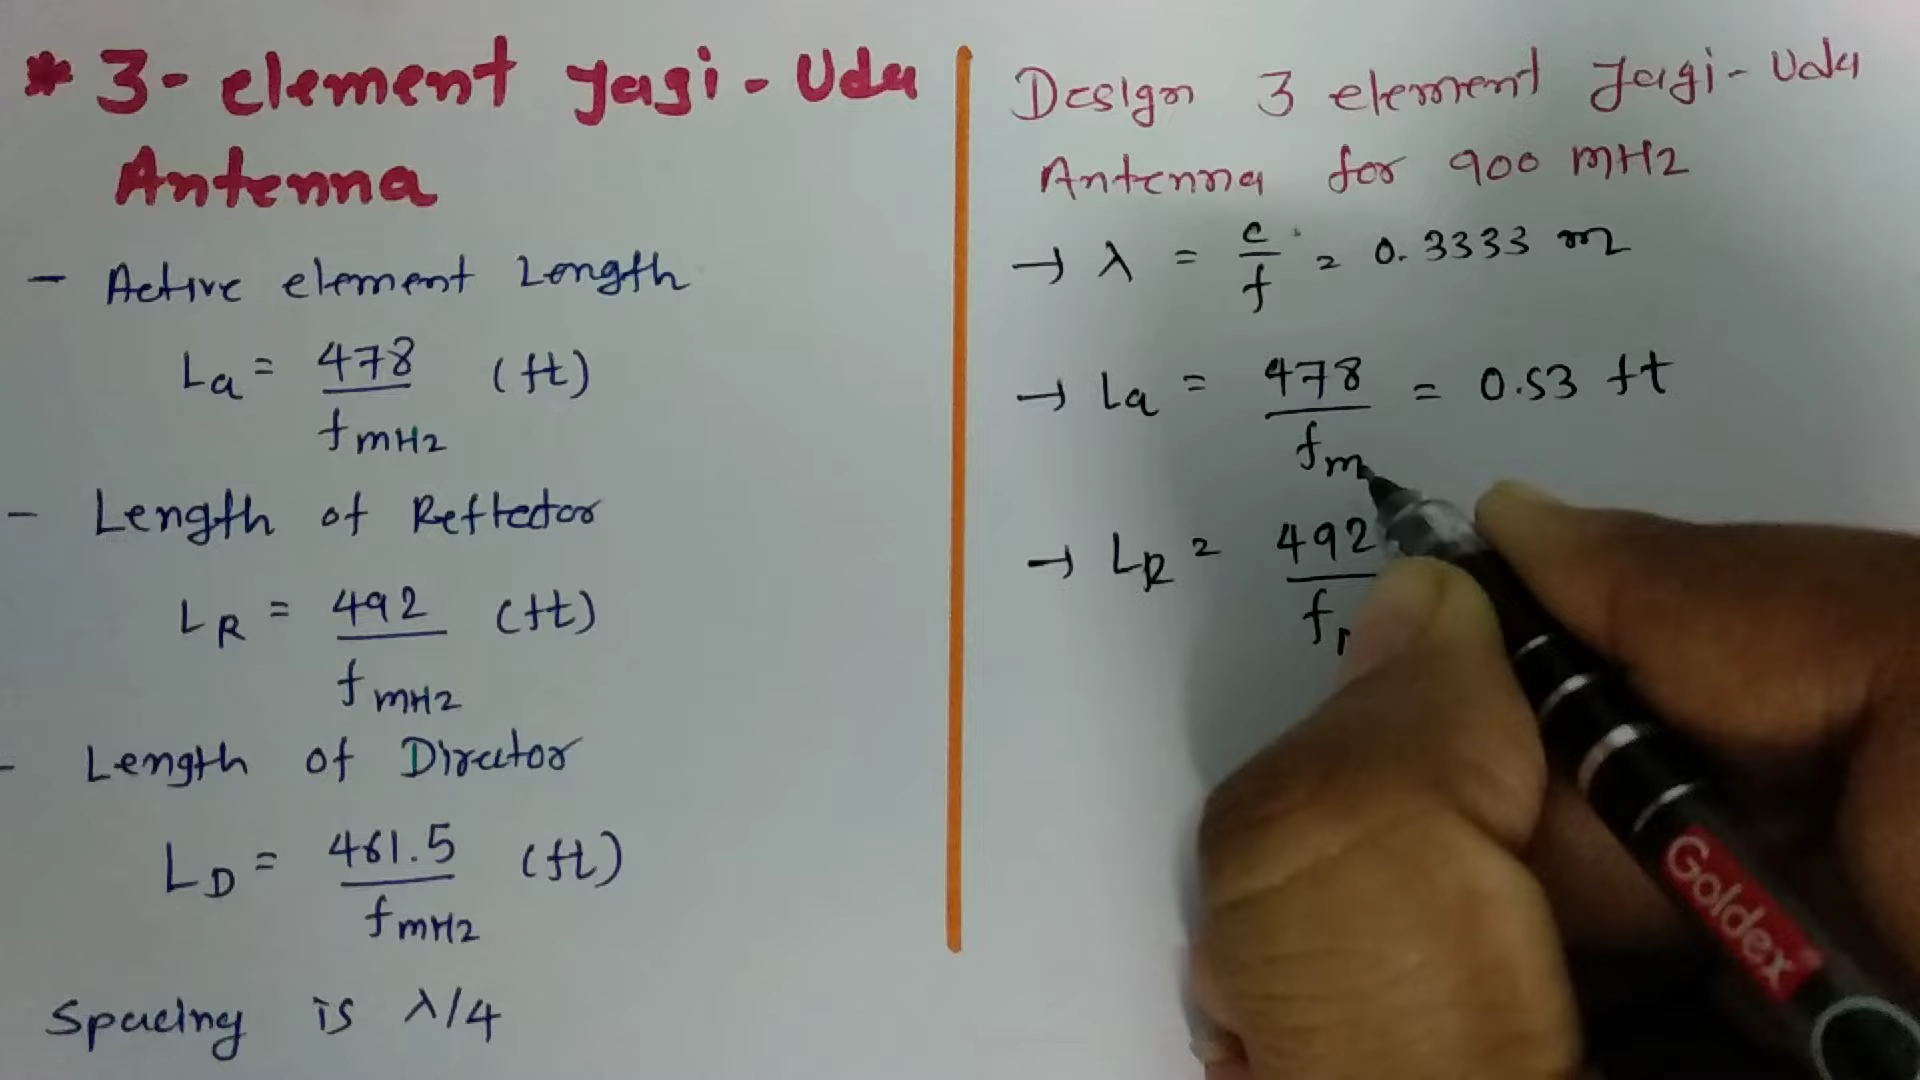 * 3-element Yagi-Uda
Antenna
- Active element Length
La = 478 / fMHz (ft)
- Length of Reflector
LR = 492 / fMHz (ft)
- Length of Director
LD = 461.5 / fMHz (ft)
Spacing is λ/4
Design 3 element Yagi-Uda
Antenna for 900 MHz
→ λ = c / f = 0.3333 m
→ La = 478 / fm = 0.53 ft
→ LR = 492 / f
Goldex